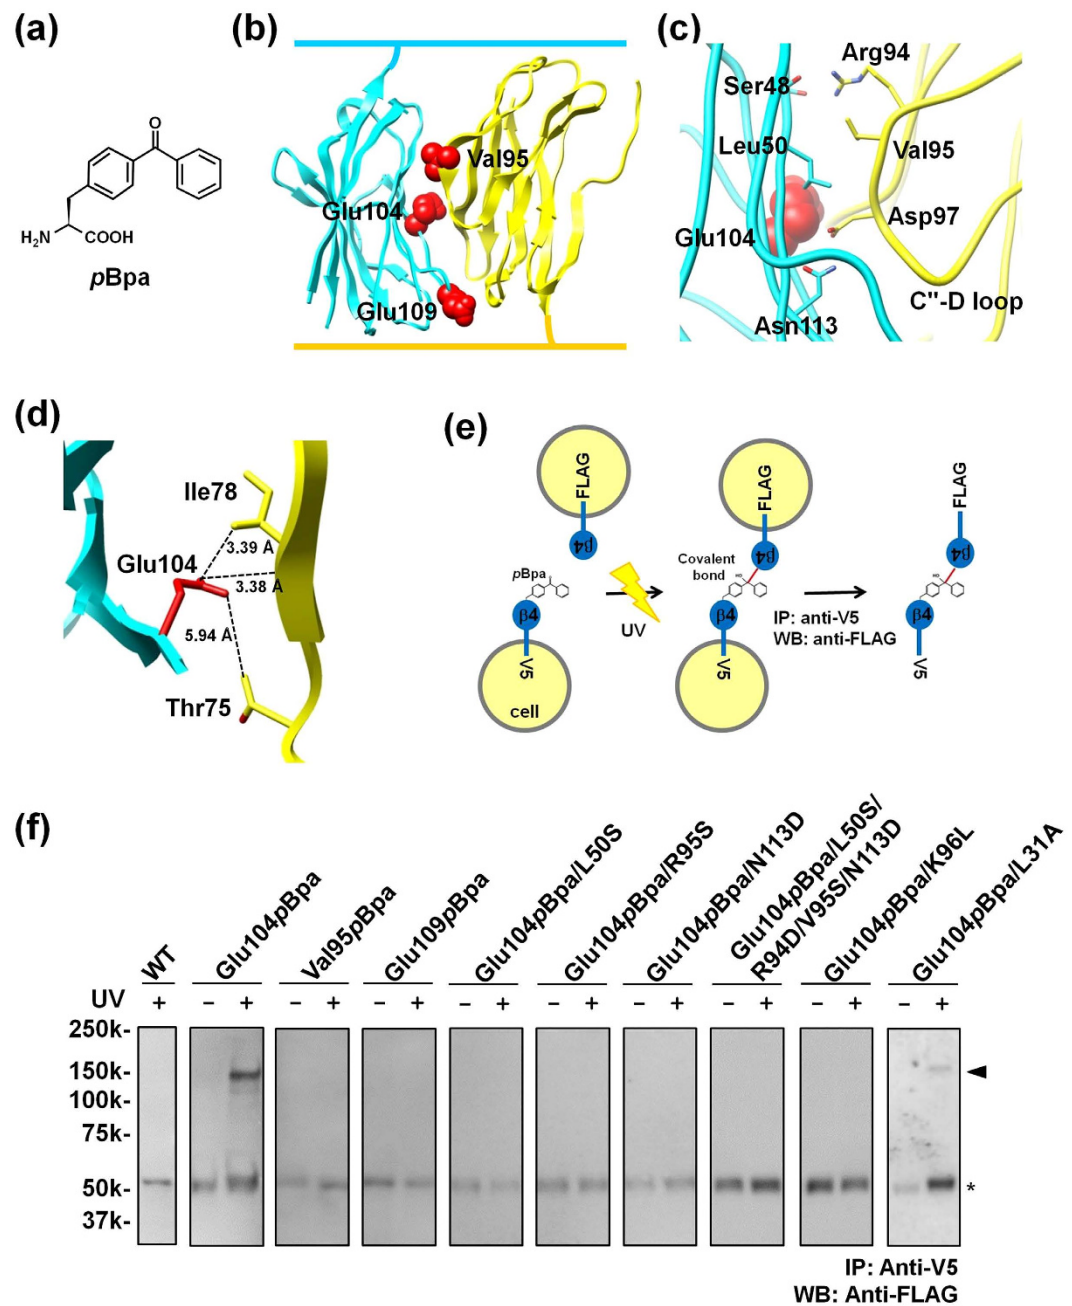 (a)
O
H₂N
COOH
pBpa
(b)
Val95
Glu104
Glu109
(c)
Arg94
Ser48
Leu50
Val95
Asp97
Glu104
Asn113
C"-D loop
(d)
Ile78
3.39 Å
Glu104
3.38 Å
5.94 Å
Thr75
(e)
FLAG
β4
pBpa
β4
V5
cell
UV
FLAG
β4
Covalent
bond
HO
β4
V5
IP: anti-V5
WB: anti-FLAG
FLAG
β4
HO
β4
V5
(f)
WT
Glu104pBpa
Val95pBpa
Glu109pBpa
Glu104pBpa/L50S
Glu104pBpa/R95S
Glu104pBpa/N113D
Glu104pBpa/L50S/
R94D/V95S/N113D
Glu104pBpa/K96L
Glu104pBpa/L31A
UV + − + − + − + − + − + − + − + − + − +
250k-
150k-
100k-
75k-
50k- *
37k-
IP: Anti-V5
WB: Anti-FLAG